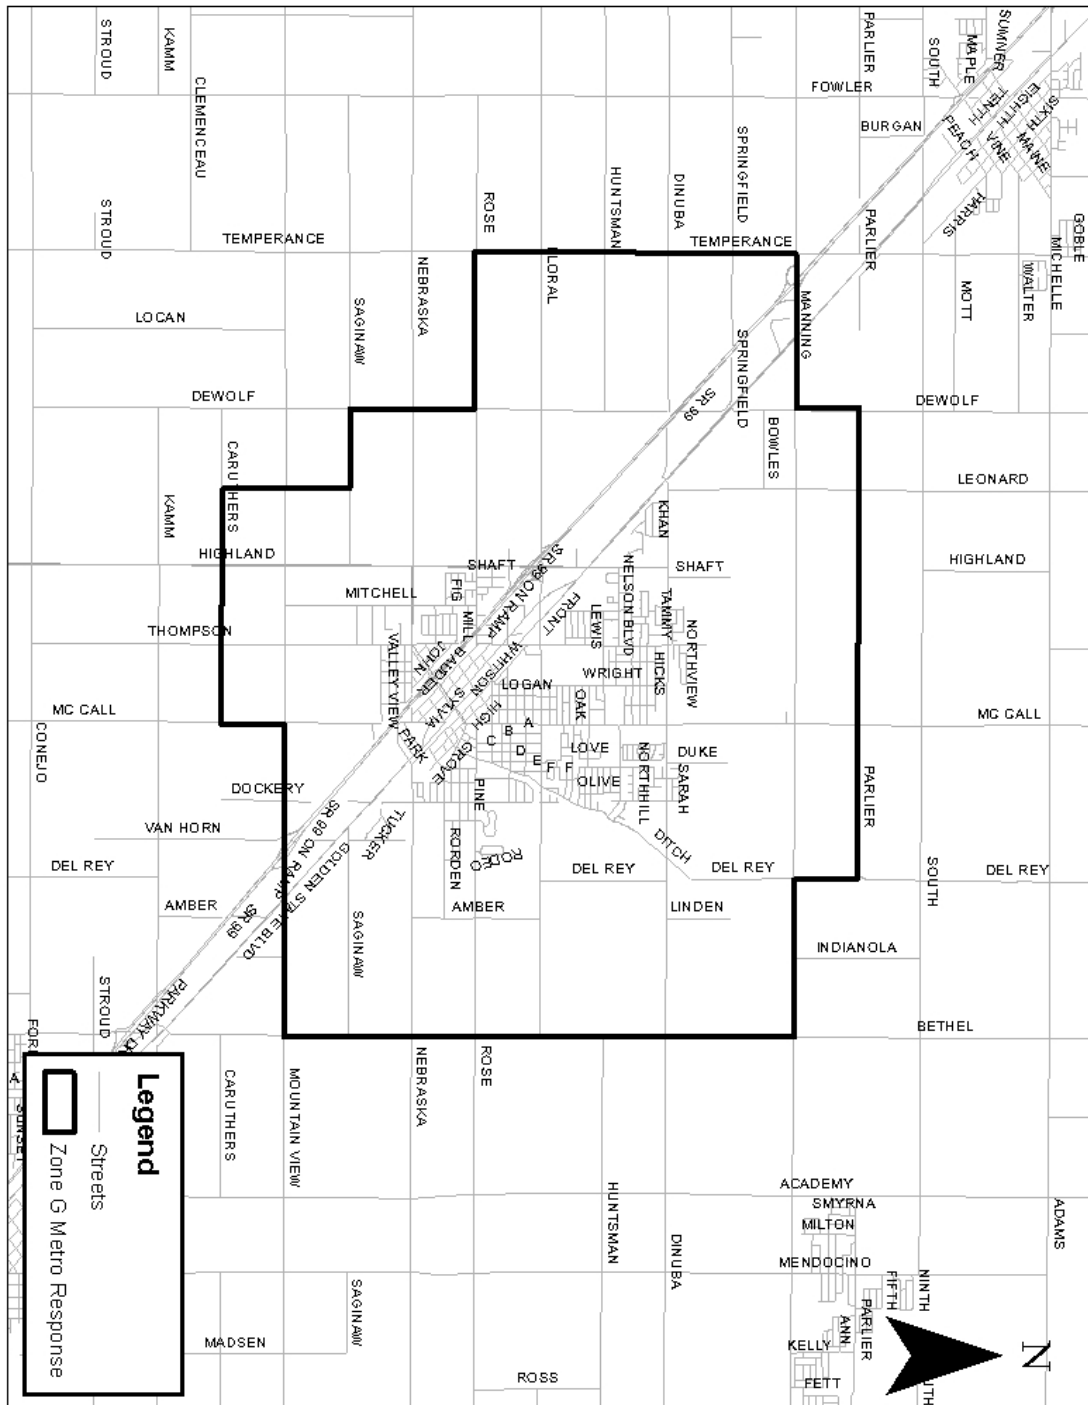 STROUD
KAMM
CLEMENCEAU
PARLIER
SOUTH
MAPLE
SUMNER
FOWLER
BURGAN
TENTH
EIGHTH
SIXTH
PEACH
VINE
MAINE
HARRIS
GOBLE
MICHELLE
WALTER
MOTT
STROUD
ROSE
HUNTSMAN
DINUBA
SPRINGFIELD
PARLIER
TEMPERANCE
TEMPERANCE
NEBRASKA
LORAL
MANNING
LOCAN
SAGINAW
SPRINGFIELD
DEWOLF
SR 99
DEWOLF
BOWLES
CARUTHERS
LEONARD
KAMM
KHAN
HIGHLAND
SHAFT
SR 99 ON RAMP
SHAFT
HIGHLAND
MITCHELL
FIG
NELSON BLVD
TAMMY
FRONT
LEWIS
THOMPSON
MILL
NORTHVIEW
VALLEY VIEW
JOHN
BAUDER
WHITSON
WRIGHT
HICKS
LOGAN
SYLVIA
OAK
MC CALL
HIGH
A
B
C
D
E
F
F
MC CALL
CONEJO
PARK
GROVE
LOVE
NORTHHILL
DUKE
SARAH
OLIVE
PARLIER
DOCKERY
PINE
VAN HORN
SR 99 ON RAMP
TUCKER
DITCH
RORDEN
RODEO
DEL REY
GOLDEN STATE BLVD
DEL REY
DEL REY
SOUTH
DEL REY
AMBER
SR 99
AMBER
LINDEN
SAGINAW
INDIANOLA
STROUD
PARKWAY
BETHEL
NEBRASKA
ROSE
CARUTHERS
MOUNTAIN VIEW
A
SUNSET
HUNTSMAN
DINUBA
ACADEMY
SMYRNA
MILTON
MENDOCINO
ADAMS
NINTH
FIFTH
PARLIER
ANN
KELLY
FETT
SAGINAW
MADSEN
ROSS
N
Legend
Streets
Zone G Metro Response